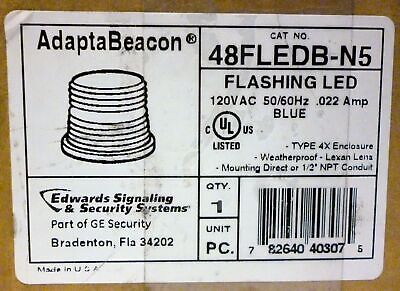 AdaptaBeacon®
CAT NO.
48FLEDB-N5
FLASHING LED
120VAC 50/60Hz .022 Amp
BLUE
C UL US
LISTED
- TYPE 4X Enclosure
- Weatherproof - Lexan Lens
- Mounting Direct or 1/2" NPT Conduit
Edwards Signaling
& Security Systems
Part of GE Security
Bradenton, Fla 34202
Made in U.S.A.
QTY.
1
UNIT
PC.
7 82640 40307 5